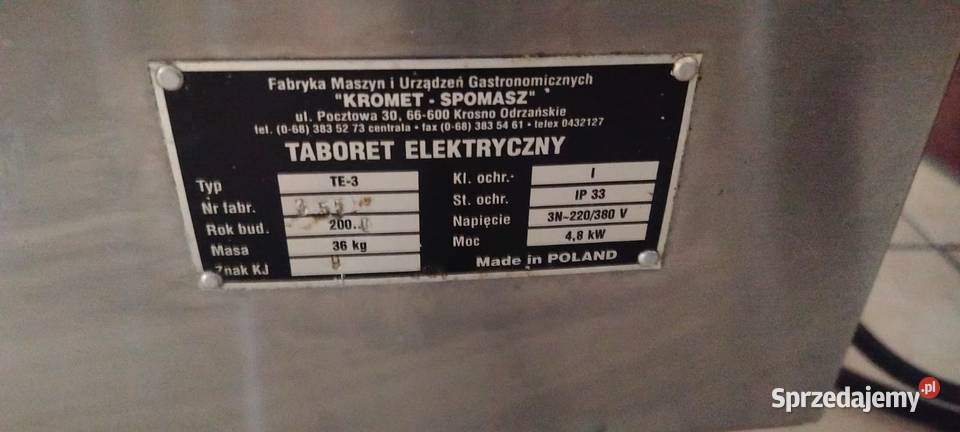 Fabryka Maszyn i Urządzeń Gastronomicznych
"KROMET - SPOMASZ"
ul. Pocztowa 30, 66-600 Krosno Odrzańskie
tel. (0-68) 383 52 73 centrala • fax (0-68) 383 54 61 • telex 0432127
TABORET ELEKTRYCZNY
Typ TE-3
Nr fabr.
Rok bud. 200..
Masa 36 kg
Znak KJ
Kl. ochr. I
St. ochr. IP 33
Napięcie 3N~220/380 V
Moc 4,8 kW
Made in POLAND
Sprzedajemy.pl